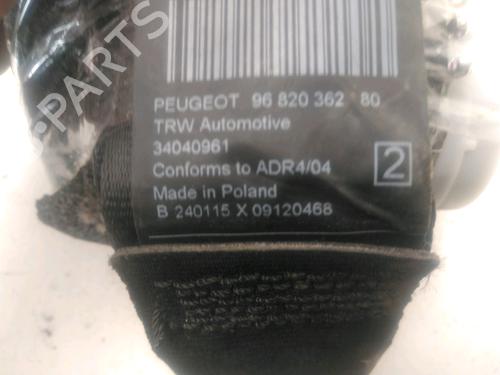 PARTS
PEUGEOT 96 820 362 80
TRW Automotive
34040961
Conforms to ADR4/04
2
Made in Poland
B 240115 X 09120468